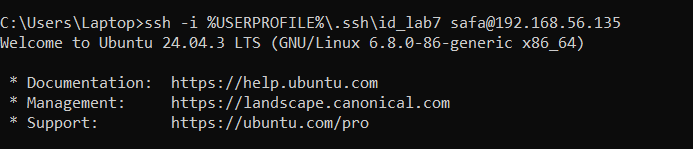 C:\Users\Laptop>ssh -i %USERPROFILE%\.ssh\id_lab7 safa@192.168.56.135
Welcome to Ubuntu 24.04.3 LTS (GNU/Linux 6.8.0-86-generic x86_64)
* Documentation:  https://help.ubuntu.com
* Management:     https://landscape.canonical.com
* Support:        https://ubuntu.com/pro